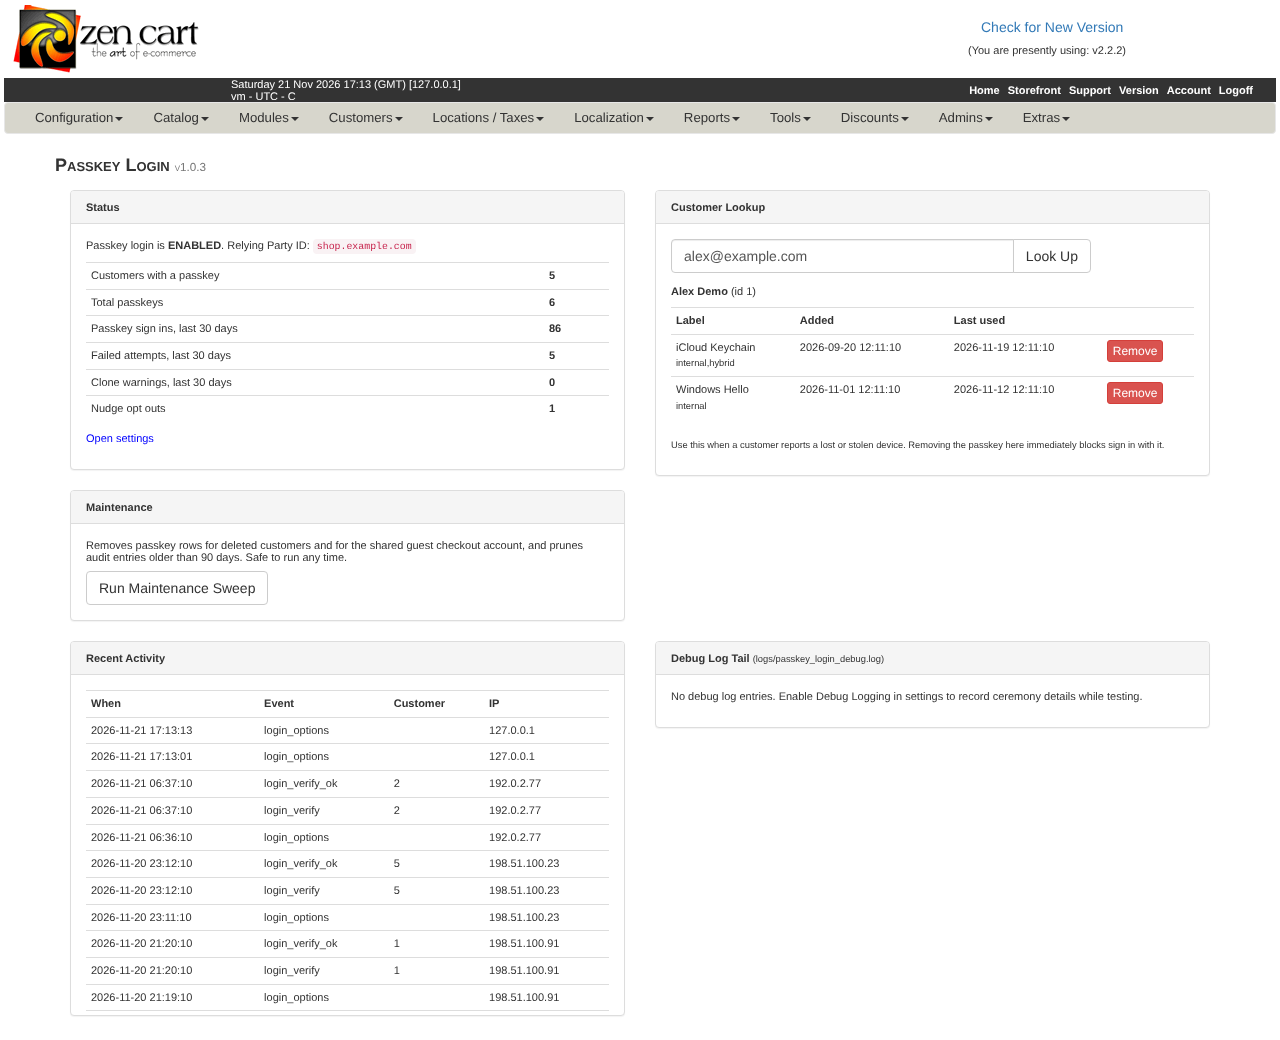 zen cart
the art of e-commerce
Check for New Version
(You are presently using: v2.2.2)
Saturday 21 Nov 2026 17:13 (GMT) [127.0.0.1]
vm - UTC - C
Home Storefront Support Version Account Logoff
Configuration Catalog Modules Customers Locations / Taxes Localization Reports Tools Discounts Admins Extras
Passkey Login v1.0.3
Status
Passkey login is ENABLED. Relying Party ID: shop.example.com
Customers with a passkey 5
Total passkeys 6
Passkey sign ins, last 30 days 86
Failed attempts, last 30 days 5
Clone warnings, last 30 days 0
Nudge opt outs 1
Open settings
Customer Lookup
alex@example.com Look Up
Alex Demo (id 1)
Label Added Last used
iCloud Keychain 2026-09-20 12:11:10 2026-11-19 12:11:10 Remove
internal,hybrid
Windows Hello 2026-11-01 12:11:10 2026-11-12 12:11:10 Remove
internal
Use this when a customer reports a lost or stolen device. Removing the passkey here immediately blocks sign in with it.
Maintenance
Removes passkey rows for deleted customers and for the shared guest checkout account, and prunes
audit entries older than 90 days. Safe to run any time.
Run Maintenance Sweep
Recent Activity
When Event Customer IP
2026-11-21 17:13:13 login_options 127.0.0.1
2026-11-21 17:13:01 login_options 127.0.0.1
2026-11-21 06:37:10 login_verify_ok 2 192.0.2.77
2026-11-21 06:37:10 login_verify 2 192.0.2.77
2026-11-21 06:36:10 login_options 192.0.2.77
2026-11-20 23:12:10 login_verify_ok 5 198.51.100.23
2026-11-20 23:12:10 login_verify 5 198.51.100.23
2026-11-20 23:11:10 login_options 198.51.100.23
2026-11-20 21:20:10 login_verify_ok 1 198.51.100.91
2026-11-20 21:20:10 login_verify 1 198.51.100.91
2026-11-20 21:19:10 login_options 198.51.100.91
Debug Log Tail (logs/passkey_login_debug.log)
No debug log entries. Enable Debug Logging in settings to record ceremony details while testing.